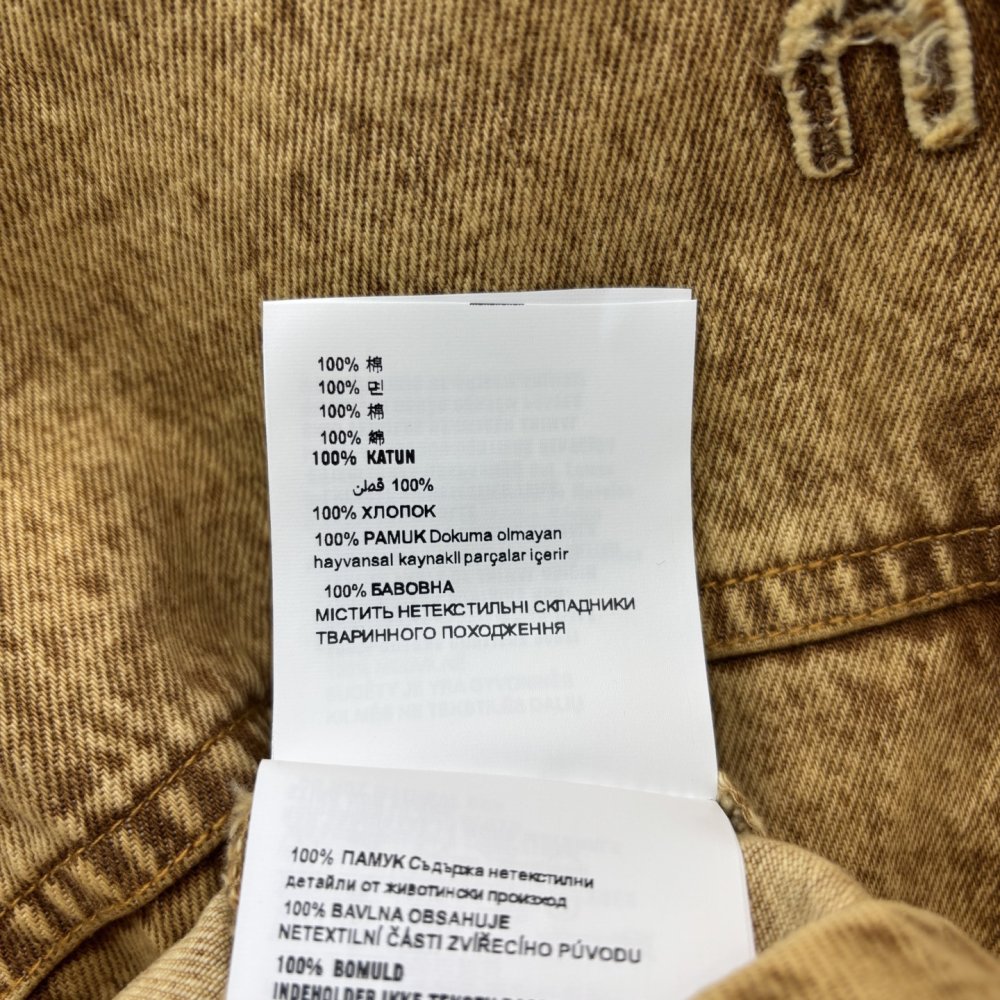 100% 棉
100% 면
100% 棉
100% 綿
100% KATUN
100% قطن
100% ХЛОПОК
100% PAMUK Dokuma olmayan
hayvansal kaynaklı parçalar içerir
100% БАВОВНА
МІСТИТЬ НЕТЕКСТИЛЬНІ СКЛАДНИКИ
ТВАРИННОГО ПОХОДЖЕННЯ
100% ПАМУК Съдържа нетекстилни
детайли от животински произход
100% BAVLNA OBSAHUJE
NETEXTILNÍ ČÁSTI ZVÍŘECÍHO PŮVODU
100% BOMULD
INDEHOLDER IKKE